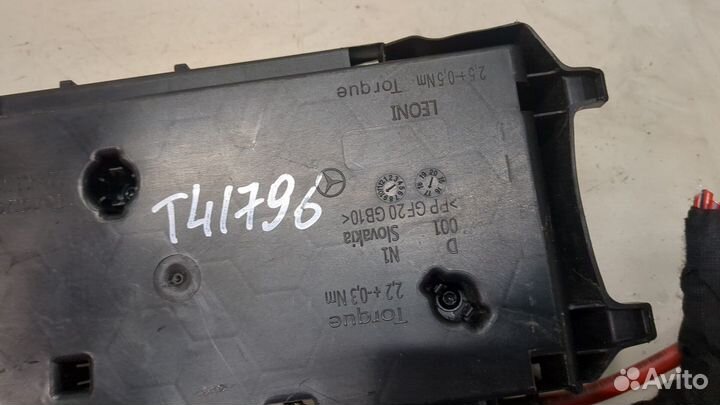 2,5 +-0,5Nm Torque
LEONI
>PP GF20 GB10<
D
001
Slovakia
N1
2,2 +-0,3 Nm
Torque
T41796
Avito